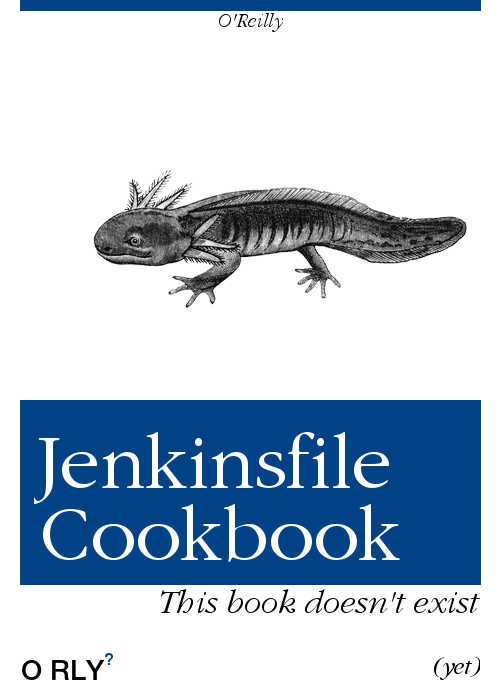 O'Reilly
Jenkinsfile
Cookbook
This book doesn't exist
O RLY?
(yet)